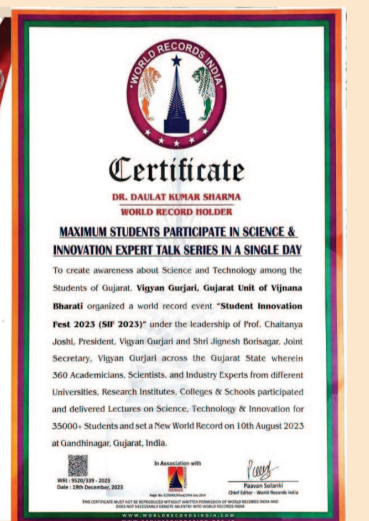 WORLD RECORDS INDIA
Certificate
DR. DAULAT KUMAR SHARMA
WORLD RECORD HOLDER
MAXIMUM STUDENTS PARTICIPATE IN SCIENCE &
INNOVATION EXPERT TALK SERIES IN A SINGLE DAY
To create awareness about Science and Technology among the
Students of Gujarat. Vigyan Gurjari, Gujarat Unit of Vijnana
Bharati organized a world record event "Student Innovation
Fest 2023 (SIF 2023)" under the leadership of Prof. Chaitanya
Joshi, President, Vigyan Gurjari and Shri Jignesh Borisagar, Joint
Secretary, Vigyan Gurjari across the Gujarat State wherein
360 Academicians, Scientists, and Industry Experts from different
Universities, Research Institutes, Colleges & Schools participated
and delivered Lectures on Science, Technology & Innovation for
35000+ Students and set a New World Record on 10th August 2023
at Gandhinagar, Gujarat, India.
In Association with
WRI : 9520/339 - 2023
Date : 19th December, 2023
Paavan Solanki
Chief Editor - World Records India
THIS CERTIFICATE MUST NOT BE REPRODUCED WITHOUT WRITTEN PERMISSION OF WORLD RECORDS INDIA AND
DOES NOT NECESSARILY DENOTE AN ENTRY INTO WORLD RECORDS INDIA
WWW.WORLDRECORDSINDIA.COM